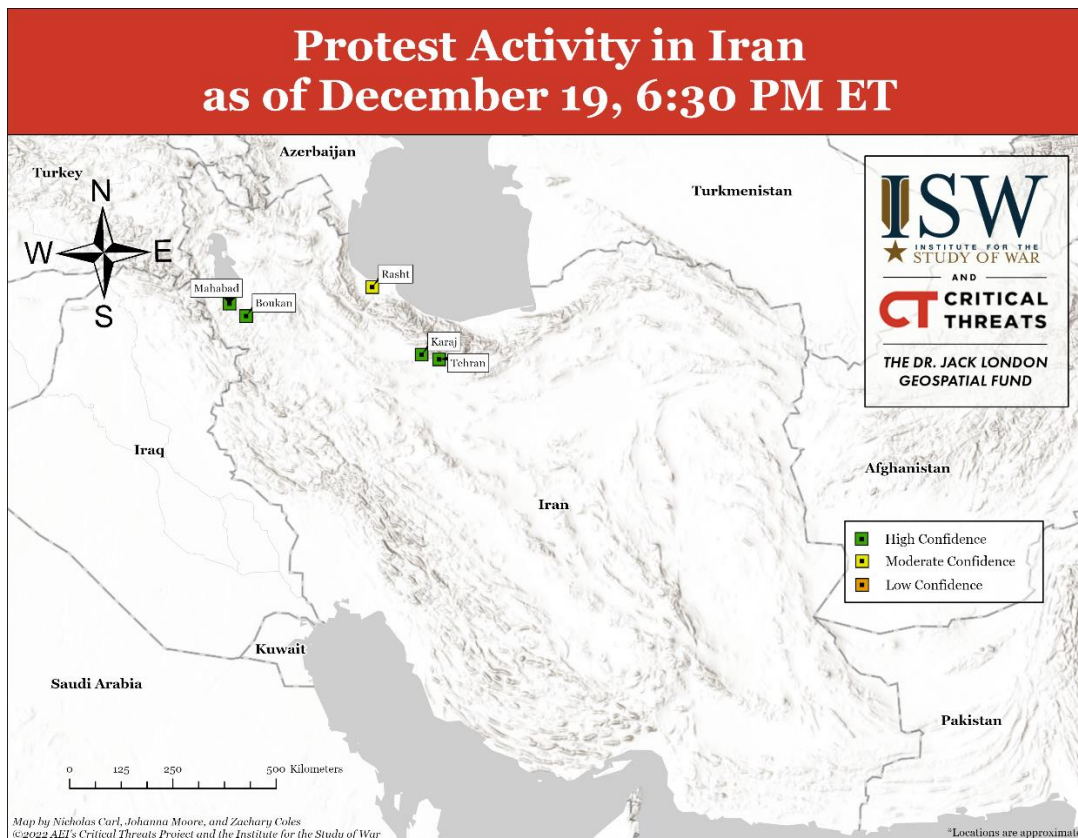 Protest Activity in Iran
as of December 19, 6:30 PM ET
Azerbaijan
Turkey
Turkmenistan
N
W
E
S
ISW
INSTITUTE FOR THE
STUDY OF WAR
AND
CT CRITICAL
THREATS
THE DR. JACK LONDON
GEOSPATIAL FUND
Rasht
Mahabad
Boukan
Karaj
Tehran
Iraq
Afghanistan
Iran
High Confidence
Moderate Confidence
Low Confidence
Kuwait
Saudi Arabia
Pakistan
0 125 250 500 Kilometers
Map by Nicholas Carl, Johanna Moore, and Zachary Coles
©2022 AEI's Critical Threats Project and the Institute for the Study of War
*Locations are approximate